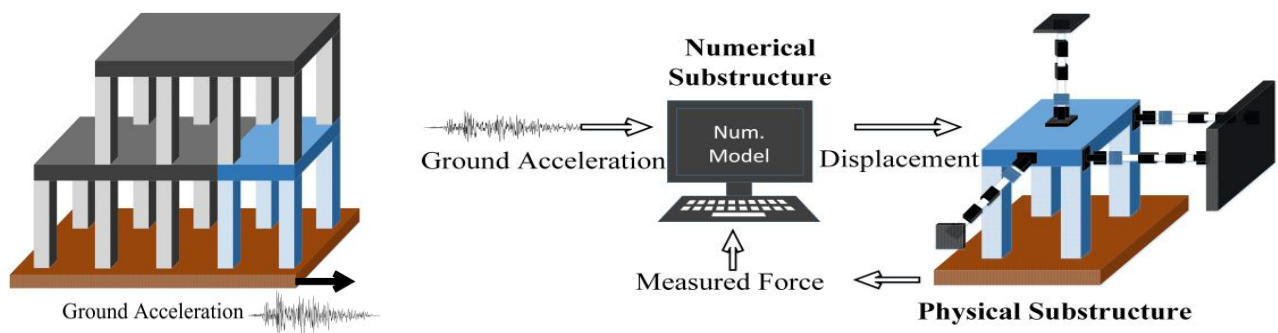 Ground Acceleration
Numerical
Substructure
Ground Acceleration
Num.
Model
Displacement
Measured Force
Physical Substructure